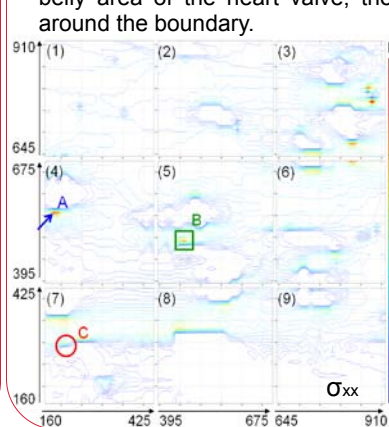 belly area of the heart valve, the
around the boundary.
910 (1) (2) (3)
645
675 (4) A (5) B (6)
395
425 (7) C (8) (9)
160 σxx
160 425 395 675 645 910